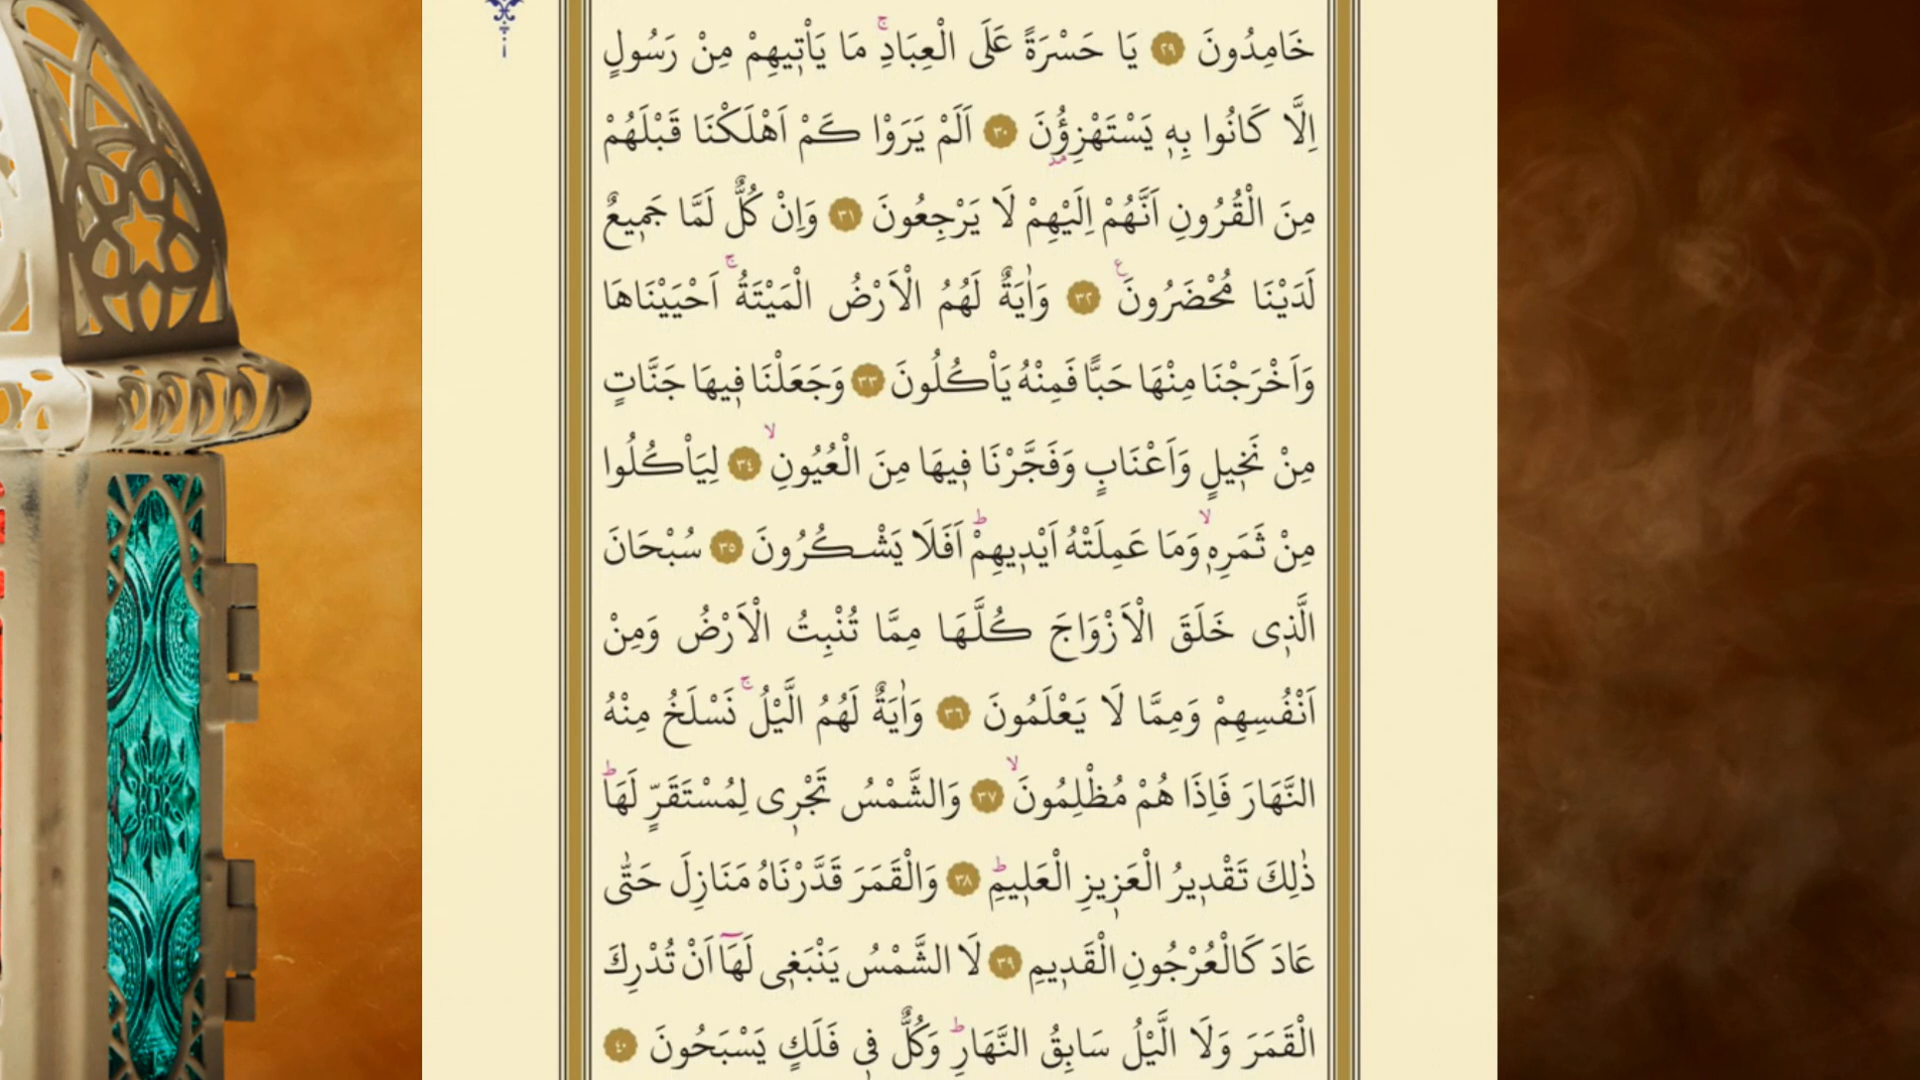 خَامِدُونَ ﴿٢٩﴾ يَا حَسْرَةً عَلَى الْعِبَادِۚ مَا يَأْتٖيهِمْ مِنْ رَسُولٍ
اِلَّا كَانُوا بِهٖ يَسْتَهْزِؤُ۫نَ ﴿٣٠﴾ اَلَمْ يَرَوْا كَمْ اَهْلَكْنَا قَبْلَهُمْ
مِنَ الْقُرُونِ اَنَّهُمْ اِلَيْهِمْ لَا يَرْجِعُونَ ﴿٣١﴾ وَاِنْ كُلٌّ لَمَّا جَمٖيعٌ
لَدَيْنَا مُحْضَرُونَࣖ ﴿٣٢﴾ وَاٰيَةٌ لَهُمُ الْاَرْضُ الْمَيْتَةُۚ اَحْيَيْنَاهَا
وَاَخْرَجْنَا مِنْهَا حَبًّا فَمِنْهُ يَأْكُلُونَ ﴿٣٣﴾ وَجَعَلْنَا فٖيهَا جَنَّاتٍ
مِنْ نَخٖيلٍ وَاَعْنَابٍ وَفَجَّرْنَا فٖيهَا مِنَ الْعُيُونِۙ ﴿٣٤﴾ لِيَأْكُلُوا
مِنْ ثَمَرِهٖۙ وَمَا عَمِلَتْهُ اَيْدٖيهِمْؕ اَفَلَا يَشْكُرُونَ ﴿٣٥﴾ سُبْحَانَ
الَّذٖى خَلَقَ الْاَزْوَاجَ كُلَّهَا مِمَّا تُنْبِتُ الْاَرْضُ وَمِنْ
اَنْفُسِهِمْ وَمِمَّا لَا يَعْلَمُونَ ﴿٣٦﴾ وَاٰيَةٌ لَهُمُ الَّيْلُۚ نَسْلَخُ مِنْهُ
النَّهَارَ فَاِذَا هُمْ مُظْلِمُونَۙ ﴿٣٧﴾ وَالشَّمْسُ تَجْرٖى لِمُسْتَقَرٍّ لَهَاؕ
ذٰلِكَ تَقْدٖيرُ الْعَزٖيزِ الْعَلٖيمِؕ ﴿٣٨﴾ وَالْقَمَرَ قَدَّرْنَاهُ مَنَازِلَ حَتّٰى
عَادَ كَالْعُرْجُونِ الْقَدٖيمِ ﴿٣٩﴾ لَا الشَّمْسُ يَنْبَغٖى لَهَٓا اَنْ تُدْرِكَ
الْقَمَرَ وَلَا الَّيْلُ سَابِقُ النَّهَارِؕ وَكُلٌّ فٖى فَلَكٍ يَسْبَحُونَ ﴿٤٠﴾